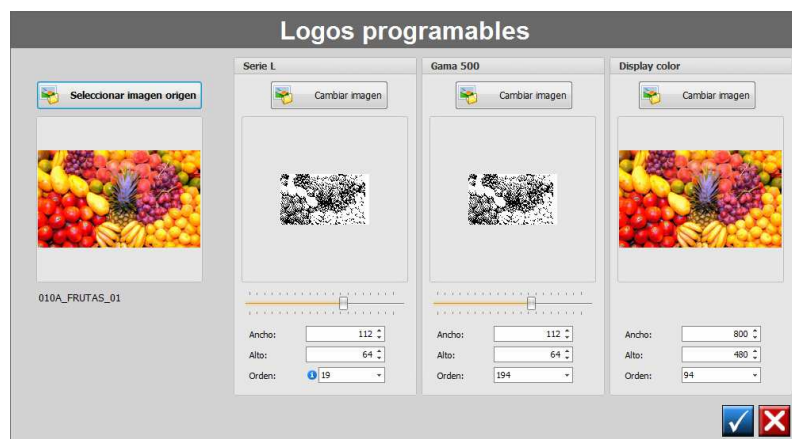 Logos programables
Seleccionar imagen origen
010A_FRUTAS_01
Serie L
Cambiar imagen
Ancho: 112
Alto: 64
Orden: 19
Gama 500
Cambiar imagen
Ancho: 112
Alto: 64
Orden: 194
Display color
Cambiar imagen
Ancho: 800
Alto: 480
Orden: 94